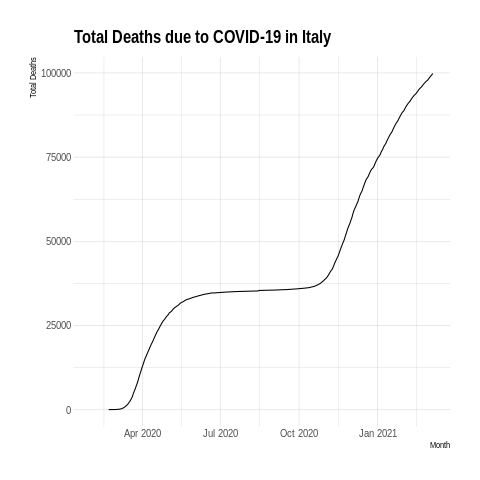 Total Deaths due to COVID-19 in Italy
Total Deaths
100000
75000
50000
25000
0
Apr 2020 Jul 2020 Oct 2020 Jan 2021
Month